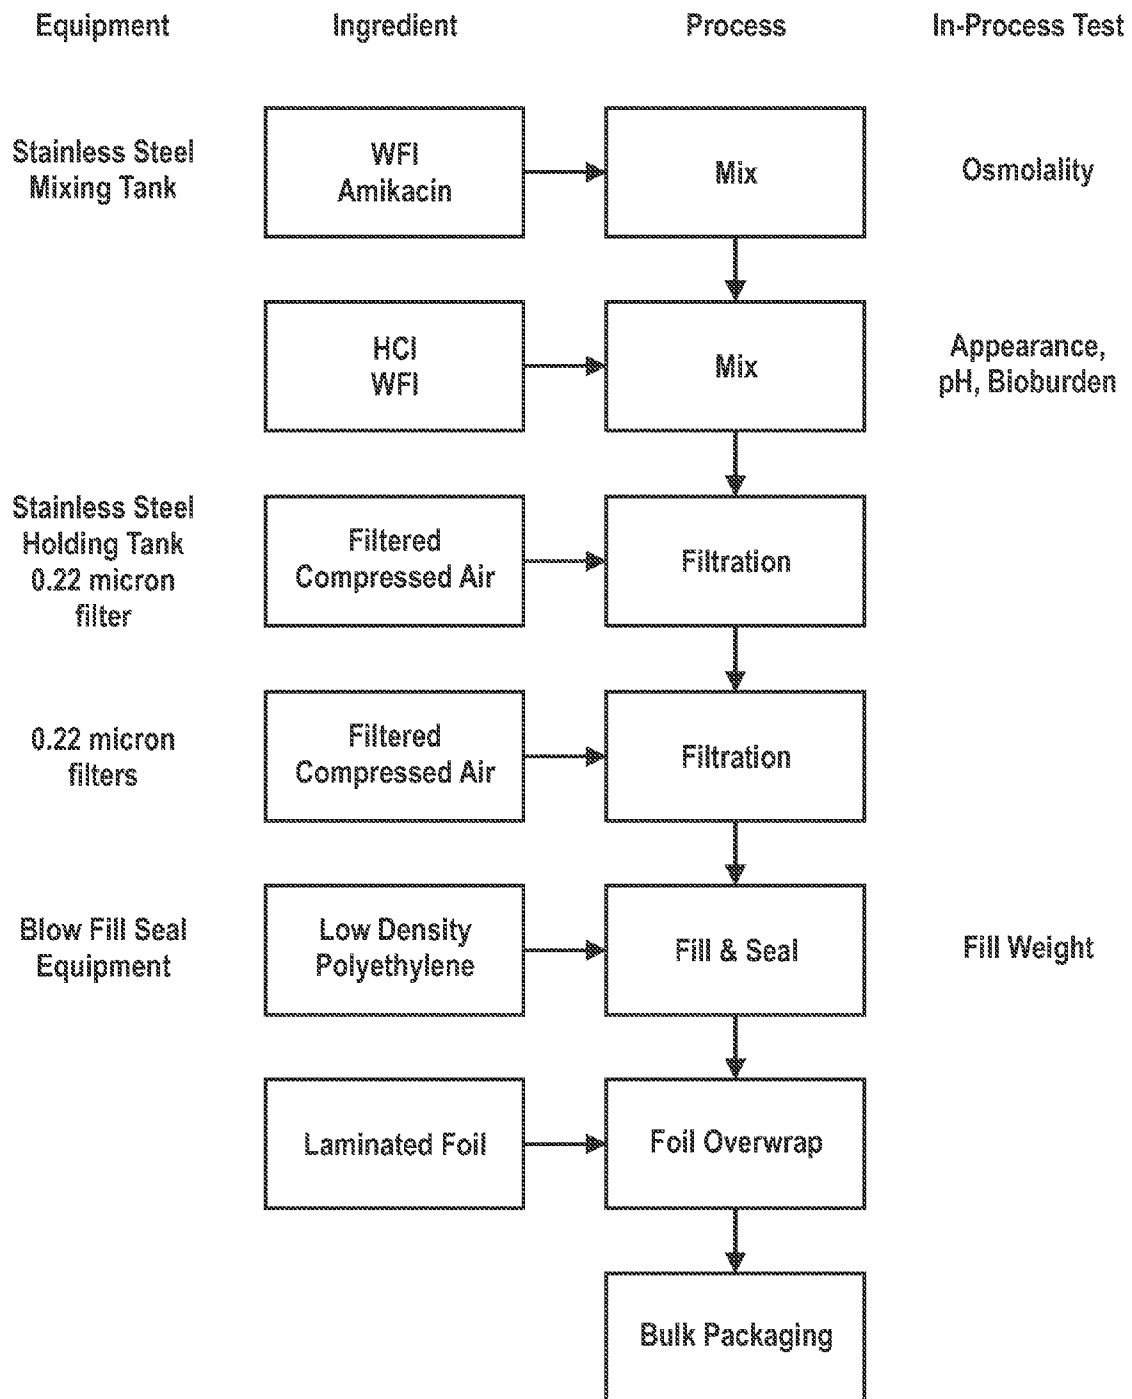 Equipment
Ingredient
Process
In-Process Test
Stainless Steel
Mixing Tank
WFI
Amikacin
Mix
Osmolality
HCl
WFI
Mix
Appearance,
pH, Bioburden
Stainless Steel
Holding Tank
0.22 micron
filter
Filtered
Compressed Air
Filtration
0.22 micron
filters
Filtered
Compressed Air
Filtration
Blow Fill Seal
Equipment
Low Density
Polyethylene
Fill & Seal
Fill Weight
Laminated Foil
Foil Overwrap
Bulk Packaging